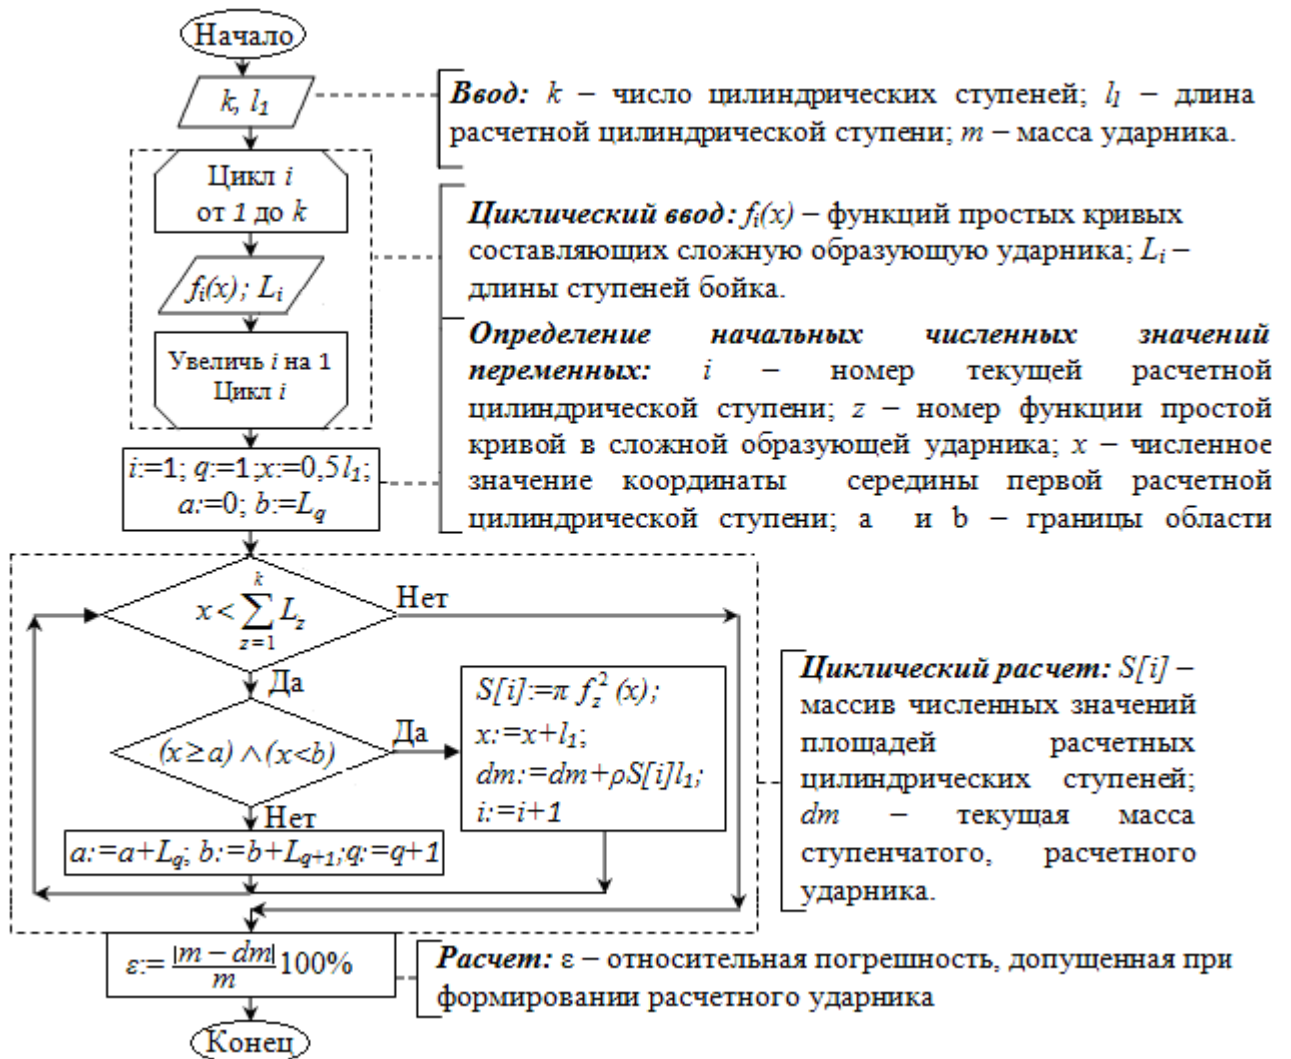 Начало
k, l₁
Ввод: k – число цилиндрических ступеней; l₁ – длина
расчетной цилиндрической ступени; m – масса ударника.
Цикл i
от 1 до k
Циклический ввод: fᵢ(x) – функций простых кривых
составляющих сложную образующую ударника; Lᵢ –
длины ступеней бойка.
fᵢ(x); Lᵢ
Увеличь i на 1
Цикл i
Определение начальных численных значений
переменных: i – номер текущей расчетной
цилиндрической ступени; z – номер функции простой
кривой в сложной образующей ударника; x – численное
значение координаты середины первой расчетной
цилиндрической ступени; a и b – границы области
i:=1; q:=1;x:=0,5l₁;
a:=0; b:=L_q
x < ∑_{z=1}^{k} L_z
Нет
Да
(x≥a) ∧(x<b)
Да
Нет
S[i]:=π f_z²(x);
x:=x+l₁;
dm:=dm+ρS[i]l₁;
i:=i+1
a:=a+L_q; b:=b+L_{q+1};q:=q+1
Циклический расчет: S[i] –
массив численных значений
площадей расчетных
цилиндрических ступеней;
dm – текущая масса
ступенчатого, расчетного
ударника.
ε:= |m – dm|/m 100%
Расчет: ε – относительная погрешность, допущенная при
формировании расчетного ударника
Конец